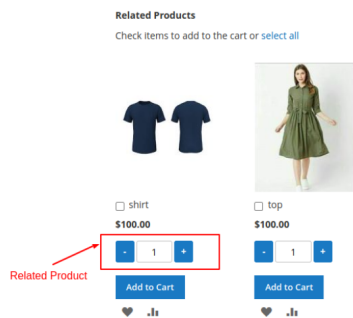 Related Products
Check items to add to the cart or select all
shirt
top
$100.00
$100.00
- 1 +
- 1 +
Related Product
Add to Cart
Add to Cart